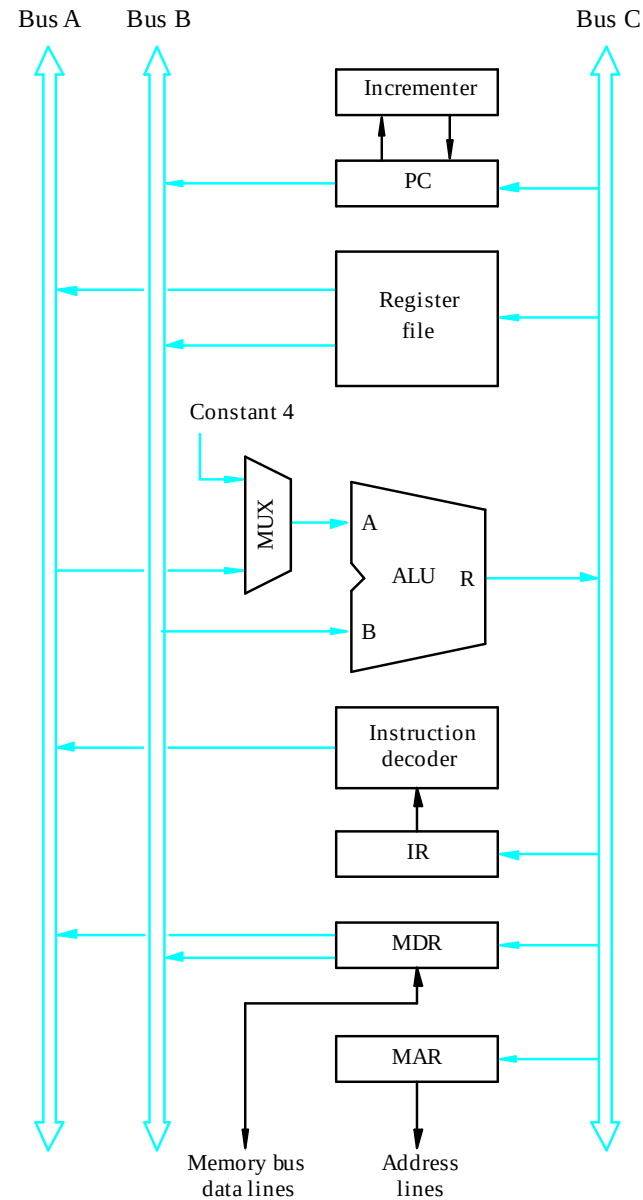 Bus A
Bus B
Bus C
Incrementer
PC
Register
file
Constant 4
MUX
A
ALU
R
B
Instruction
decoder
IR
MDR
MAR
Memory bus
data lines
Address
lines